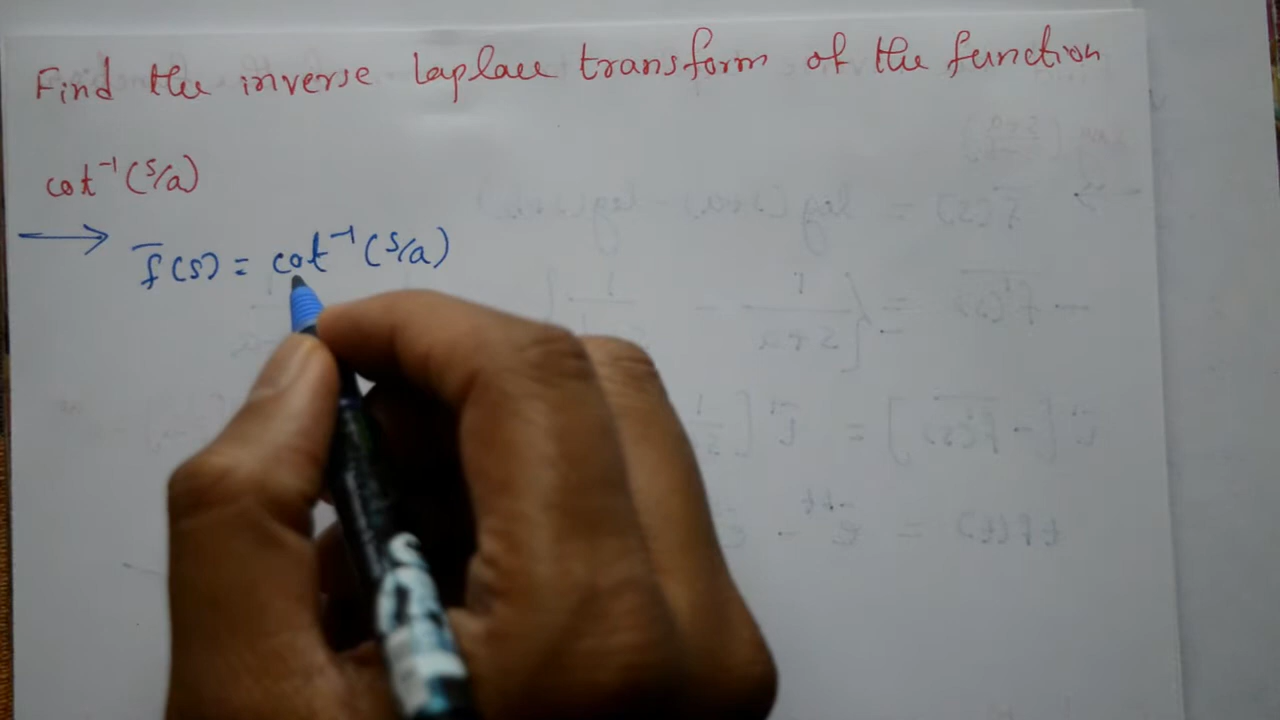 Find the inverse Laplace transform of the function
cot⁻¹(s/a)
→ f̅(s) = cot⁻¹(s/a)